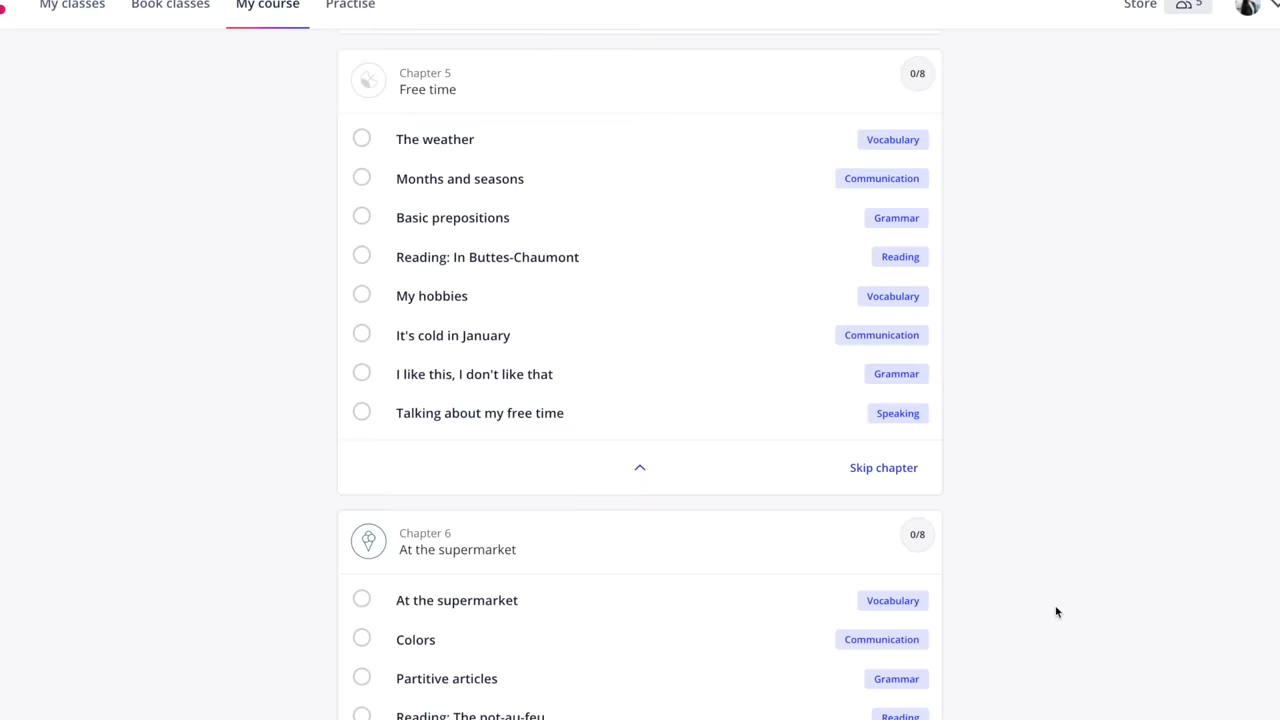 My classes Book classes My course Practise Store 5
Chapter 5 0/8
Free time
The weather Vocabulary
Months and seasons Communication
Basic prepositions Grammar
Reading: In Buttes-Chaumont Reading
My hobbies Vocabulary
It's cold in January Communication
I like this, I don't like that Grammar
Talking about my free time Speaking
Skip chapter
Chapter 6 0/8
At the supermarket
At the supermarket Vocabulary
Colors Communication
Partitive articles Grammar
Reading: The pot-au-feu Reading